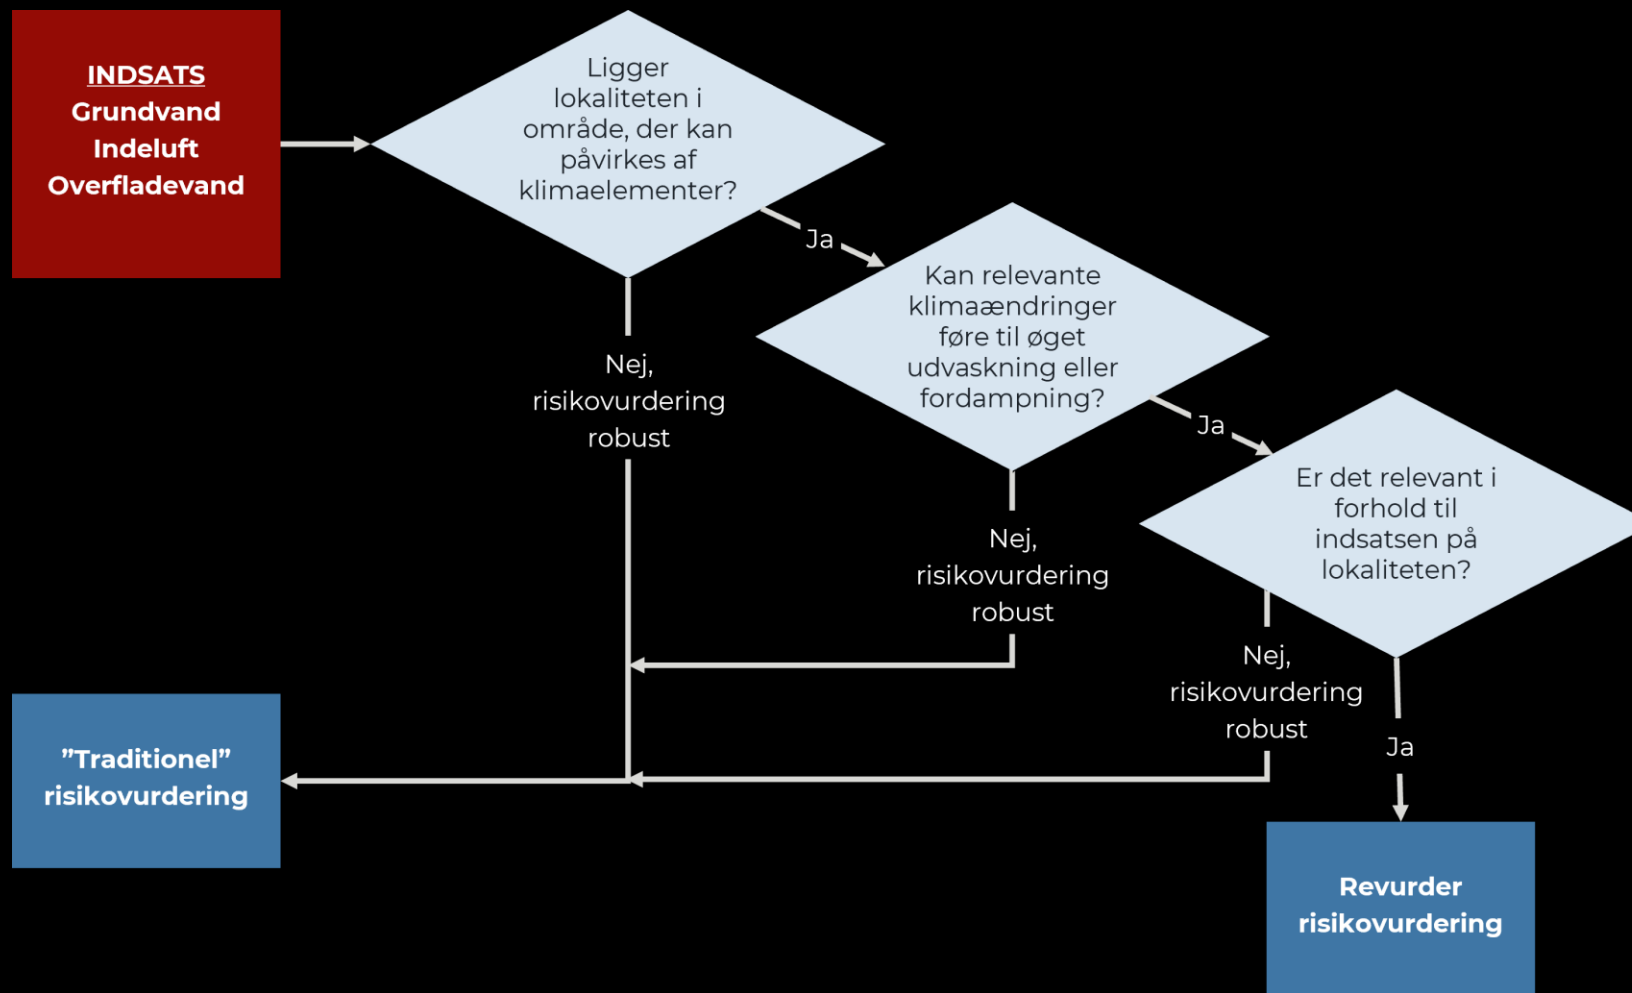 INDSATS
Grundvand
Indeluft
Overfladevand
Ligger
lokaliteten i
område, der kan
påvirkes af
klimaelementer?
Ja
Kan relevante
klimaændringer
føre til øget
udvaskning eller
fordampning?
Nej,
risikovurdering
robust
Ja
Er det relevant i
forhold til
indsatsen på
lokaliteten?
Nej,
risikovurdering
robust
Nej,
risikovurdering
robust
Ja
”Traditionel”
risikovurdering
Revurder
risikovurdering